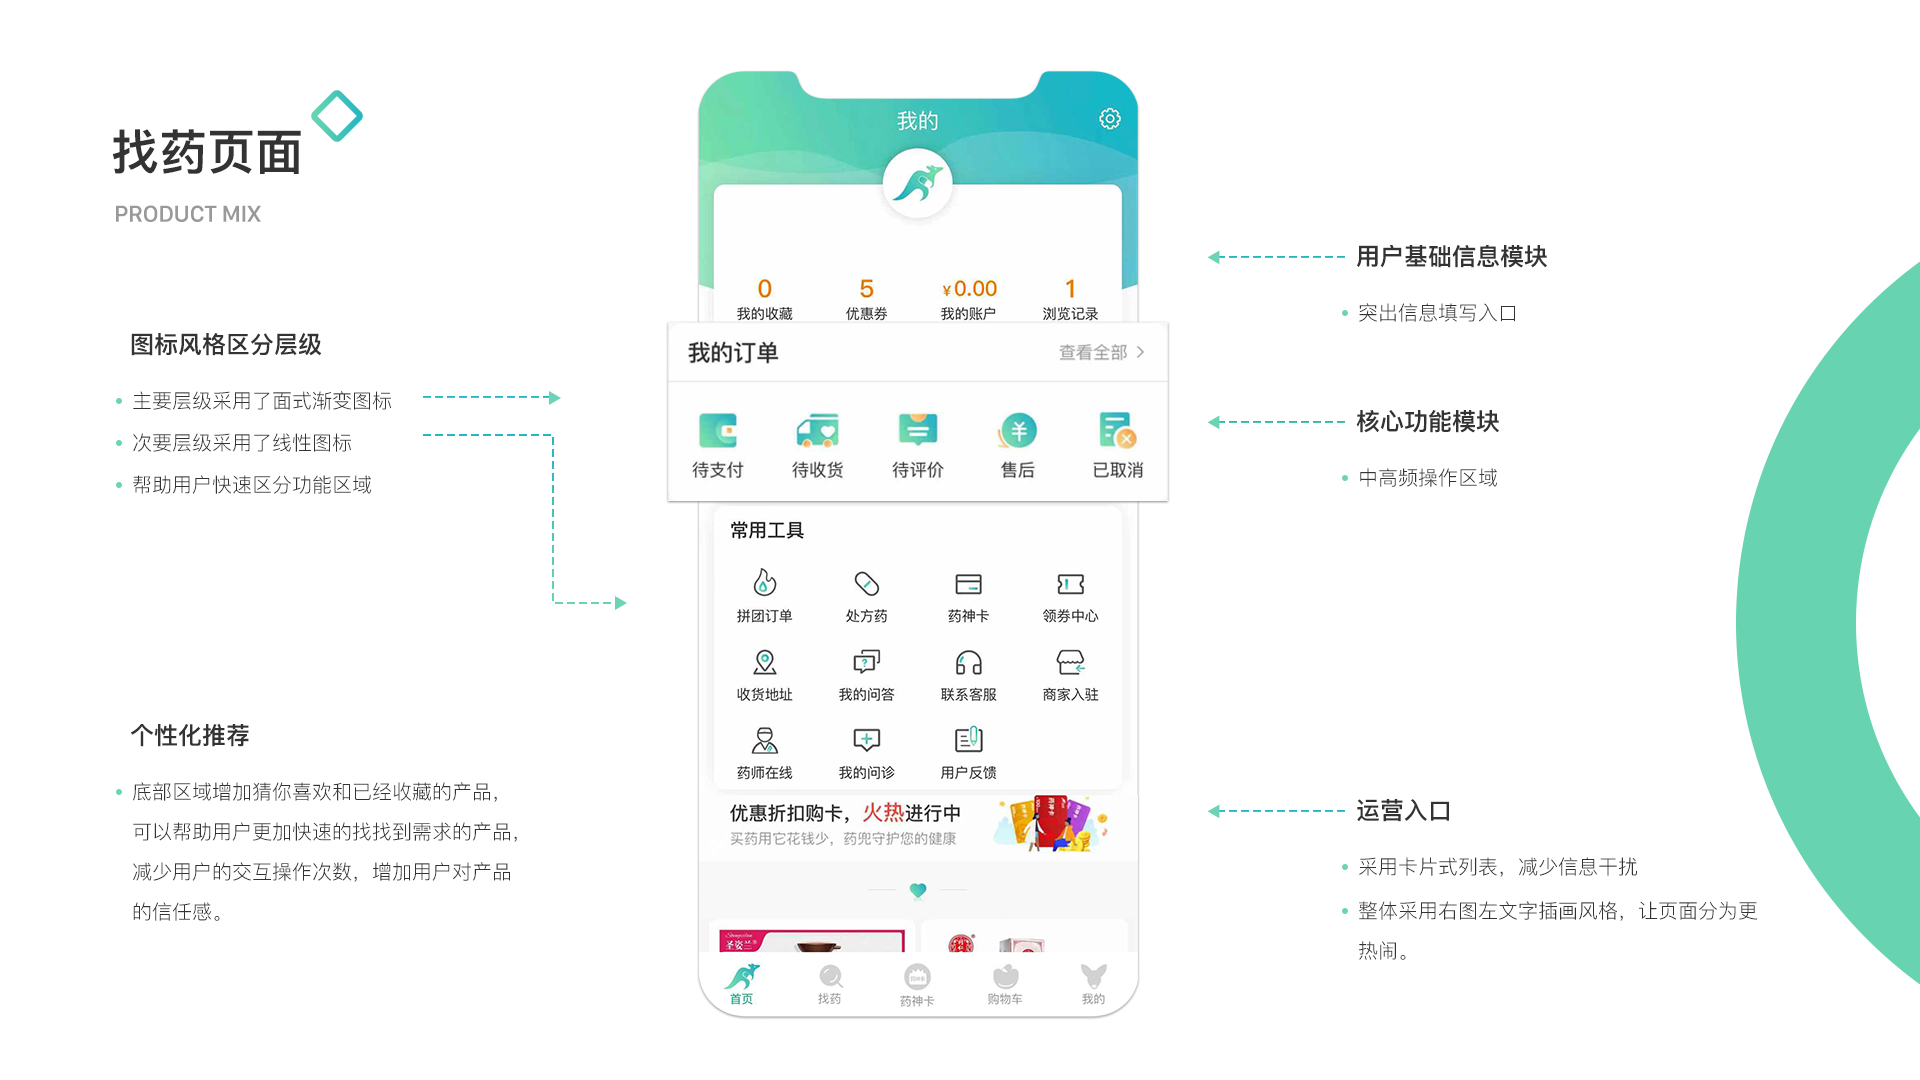 找药页面
PRODUCT MIX
图标风格区分层级
主要层级采用了面式渐变图标
次要层级采用了线性图标
帮助用户快速区分功能区域
个性化推荐
底部区域增加猜你喜欢和已经收藏的产品，
可以帮助用户更加快速的找找到需求的产品，
减少用户的交互操作次数，增加用户对产品
的信任感。
我的
0 5 ¥0.00 1
我的收藏 优惠券 我的账户 浏览记录
我的订单 查看全部
待支付 待收货 待评价 售后 已取消
常用工具
拼团订单 处方药 药神卡 领券中心
收货地址 我的问答 联系客服 商家入驻
药师在线 我的问诊 用户反馈
优惠折扣购卡，火热进行中
买药用它花钱少，药兜守护您的健康
圣姿兰
首页 找药 药神卡 购物车 我的
用户基础信息模块
突出信息填写入口
核心功能模块
中高频操作区域
运营入口
采用卡片式列表，减少信息干扰
整体采用右图左文字插画风格，让页面分为更
热闹。